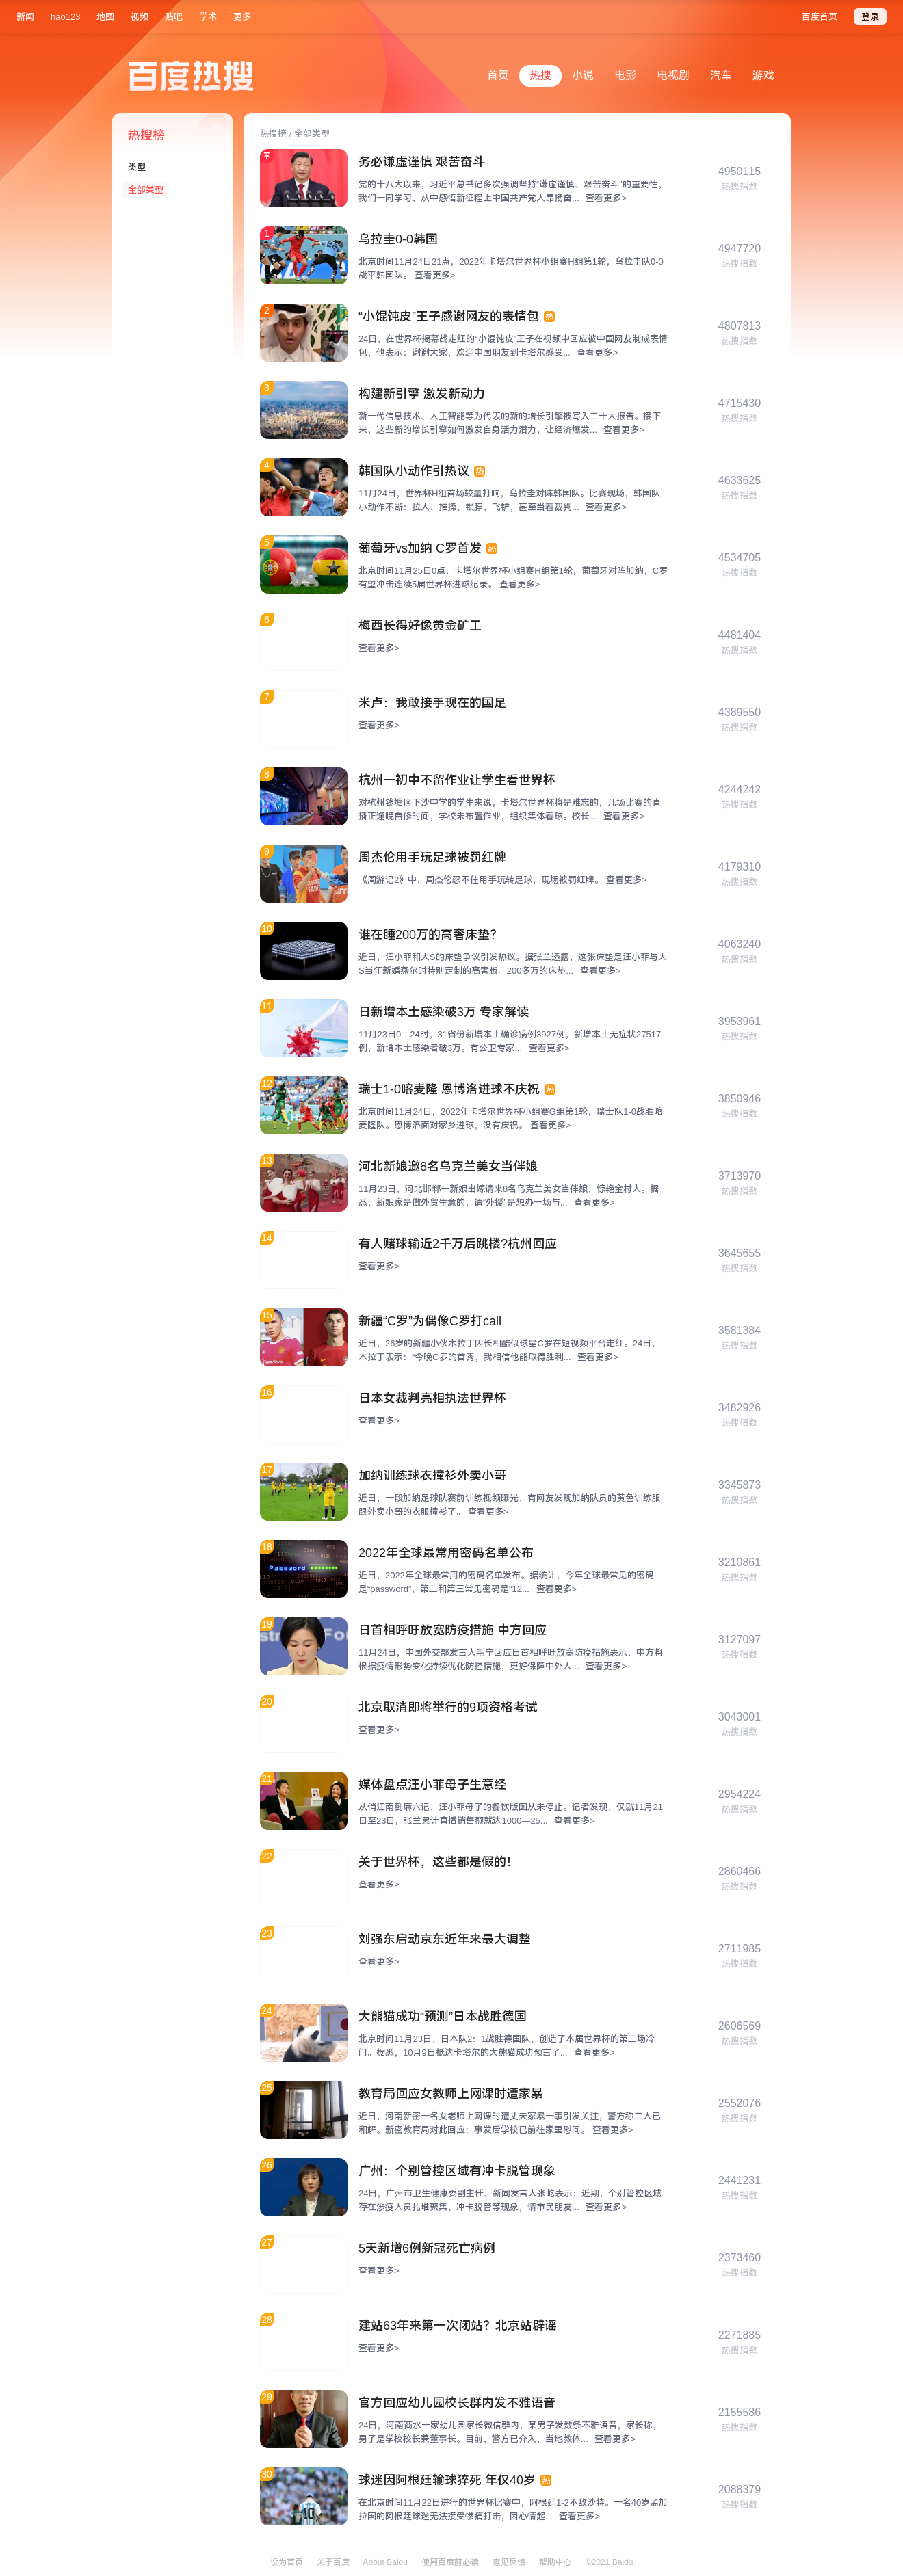 新闻 hao123 地图 视频 贴吧 学术 更多 百度首页 登录
百度热搜 首页 热搜 小说 电影 电视剧 汽车 游戏
热搜榜
类型
全部类型
热搜榜 / 全部类型
务必谦虚谨慎 艰苦奋斗
党的十八大以来，习近平总书记多次强调坚持“谦虚谨慎、艰苦奋斗”的重要性，
我们一同学习，从中感悟新征程上中国共产党人昂扬奋... 查看更多>
4950115
热搜指数
1
乌拉圭0-0韩国
北京时间11月24日21点，2022年卡塔尔世界杯小组赛H组第1轮，乌拉圭队0-0
战平韩国队。 查看更多>
4947720
热搜指数
2
“小馄饨皮”王子感谢网友的表情包 热
24日，在世界杯揭幕战走红的“小馄饨皮”王子在视频中回应被中国网友制成表情
包，他表示：谢谢大家，欢迎中国朋友到卡塔尔感受... 查看更多>
4807813
热搜指数
3
构建新引擎 激发新动力
新一代信息技术、人工智能等为代表的新的增长引擎被写入二十大报告。接下
来，这些新的增长引擎如何激发自身活力潜力，让经济爆发... 查看更多>
4715430
热搜指数
4
韩国队小动作引热议 热
11月24日，世界杯H组首场较量打响，乌拉圭对阵韩国队。比赛现场，韩国队
小动作不断：拉人、推搡、锁脖、飞铲，甚至当着裁判... 查看更多>
4633625
热搜指数
5
葡萄牙vs加纳 C罗首发 热
北京时间11月25日0点，卡塔尔世界杯小组赛H组第1轮，葡萄牙对阵加纳，C罗
有望冲击连续5届世界杯进球纪录。 查看更多>
4534705
热搜指数
6
梅西长得好像黄金矿工
查看更多>
4481404
热搜指数
7
米卢：我敢接手现在的国足
查看更多>
4389550
热搜指数
8
杭州一初中不留作业让学生看世界杯
对杭州钱塘区下沙中学的学生来说，卡塔尔世界杯将是难忘的，几场比赛的直
播正逢晚自修时间，学校未布置作业，组织集体看球。校长... 查看更多>
4244242
热搜指数
9
周杰伦用手玩足球被罚红牌
《周游记2》中，周杰伦忍不住用手玩转足球，现场被罚红牌。 查看更多>
4179310
热搜指数
10
谁在睡200万的高奢床垫？
近日，汪小菲和大S的床垫争议引发热议。据张兰透露，这张床垫是汪小菲与大
S当年新婚燕尔时特别定制的高奢版。200多万的床垫... 查看更多>
4063240
热搜指数
11
日新增本土感染破3万 专家解读
11月23日0—24时，31省份新增本土确诊病例3927例，新增本土无症状27517
例，新增本土感染者破3万。有公卫专家... 查看更多>
3953961
热搜指数
12
瑞士1-0喀麦隆 恩博洛进球不庆祝 热
北京时间11月24日，2022年卡塔尔世界杯小组赛G组第1轮，瑞士队1-0战胜喀
麦隆队。恩博洛面对家乡进球，没有庆祝。 查看更多>
3850946
热搜指数
13
河北新娘邀8名乌克兰美女当伴娘
11月23日，河北邯郸一新娘出嫁请来8名乌克兰美女当伴娘，惊艳全村人。据
悉，新娘家是做外贸生意的，请“外援”是想办一场与... 查看更多>
3713970
热搜指数
14
有人赌球输近2千万后跳楼?杭州回应
查看更多>
3645655
热搜指数
15
新疆“C罗”为偶像C罗打call
近日，26岁的新疆小伙木拉丁因长相酷似球星C罗在短视频平台走红。24日，
木拉丁表示：“今晚C罗的首秀，我相信他能取得胜利... 查看更多>
3581384
热搜指数
16
日本女裁判亮相执法世界杯
查看更多>
3482926
热搜指数
17
加纳训练球衣撞衫外卖小哥
近日，一段加纳足球队赛前训练视频曝光，有网友发现加纳队员的黄色训练服
跟外卖小哥的衣服撞衫了。 查看更多>
3345873
热搜指数
18
Password
2022年全球最常用密码名单公布
近日，2022年全球最常用的密码名单发布。据统计，今年全球最常见的密码
是“password”，第二和第三常见密码是“12... 查看更多>
3210861
热搜指数
19
日首相呼吁放宽防疫措施 中方回应
11月24日，中国外交部发言人毛宁回应日首相呼吁放宽防疫措施表示，中方将
根据疫情形势变化持续优化防控措施，更好保障中外人... 查看更多>
3127097
热搜指数
20
北京取消即将举行的9项资格考试
查看更多>
3043001
热搜指数
21
媒体盘点汪小菲母子生意经
从俏江南到麻六记，汪小菲母子的餐饮版图从未停止。记者发现，仅就11月21
日至23日，张兰累计直播销售额就达1000—25... 查看更多>
2954224
热搜指数
22
关于世界杯，这些都是假的！
查看更多>
2860466
热搜指数
23
刘强东启动京东近年来最大调整
查看更多>
2711985
热搜指数
24
大熊猫成功“预测”日本战胜德国
北京时间11月23日，日本队2：1战胜德国队，创造了本届世界杯的第二场冷
门。据悉，10月9日抵达卡塔尔的大熊猫成功预言了... 查看更多>
2606569
热搜指数
25
教育局回应女教师上网课时遭家暴
近日，河南新密一名女老师上网课时遭丈夫家暴一事引发关注，警方称二人已
和解。新密教育局对此回应：事发后学校已前往家里慰问。 查看更多>
2552076
热搜指数
26
广州：个别管控区域有冲卡脱管现象
24日，广州市卫生健康委副主任、新闻发言人张屹表示：近期，个别管控区域
存在涉疫人员扎堆聚集、冲卡脱管等现象，请市民朋友... 查看更多>
2441231
热搜指数
27
5天新增6例新冠死亡病例
查看更多>
2373460
热搜指数
28
建站63年来第一次闭站？北京站辟谣
查看更多>
2271885
热搜指数
29
官方回应幼儿园校长群内发不雅语音
24日，河南商水一家幼儿园家长微信群内，某男子发数条不雅语音，家长称，
男子是学校校长兼董事长。目前，警方已介入，当地教体... 查看更多>
2155586
热搜指数
30
10
球迷因阿根廷输球猝死 年仅40岁 热
在北京时间11月22日进行的世界杯比赛中，阿根廷1-2不敌沙特。一名40岁孟加
拉国的阿根廷球迷无法接受惨痛打击，因心情起... 查看更多>
2088379
热搜指数
设为首页 关于百度 About Baidu 使用百度前必读 意见反馈 帮助中心 ©2021 Baidu